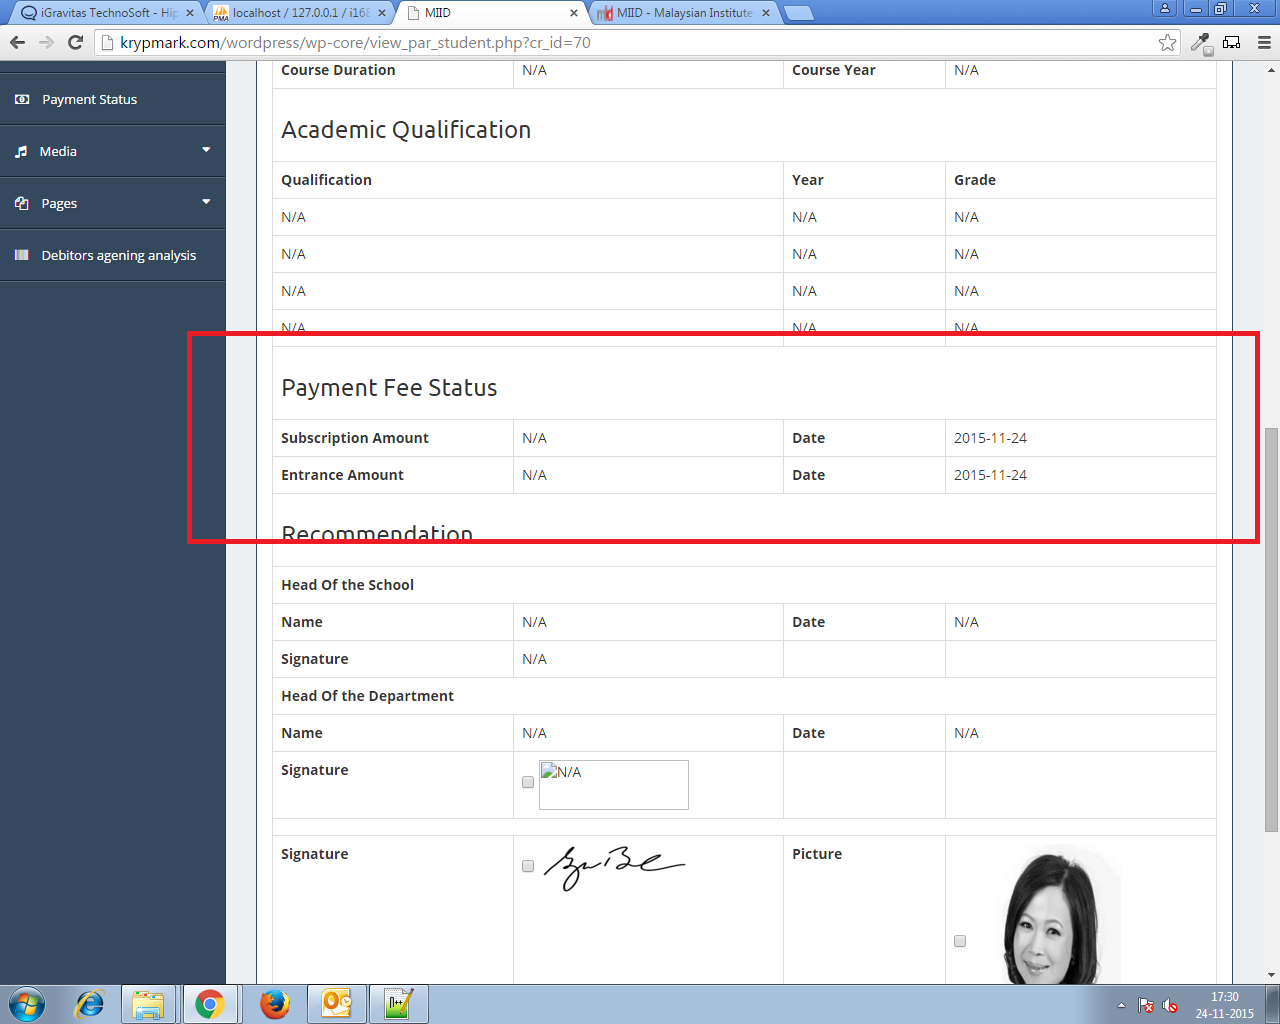 iGravitas TechnoSoft - Hip
localhost / 127.0.0.1 / i168
MIID
MIID - Malaysian Institute
krypmark.com/wordpress/wp-core/view_par_student.php?cr_id=70
Payment Status
Media
Pages
Debitors agening analysis
Course Duration N/A Course Year N/A
Academic Qualification
Qualification Year Grade
N/A N/A N/A
N/A N/A N/A
N/A N/A N/A
N/A N/A N/A
Payment Fee Status
Subscription Amount N/A Date 2015-11-24
Entrance Amount N/A Date 2015-11-24
Recommendation
Head Of the School
Name N/A Date N/A
Signature N/A
Head Of the Department
Name N/A Date N/A
Signature N/A
Signature Picture
17:30
24-11-2015